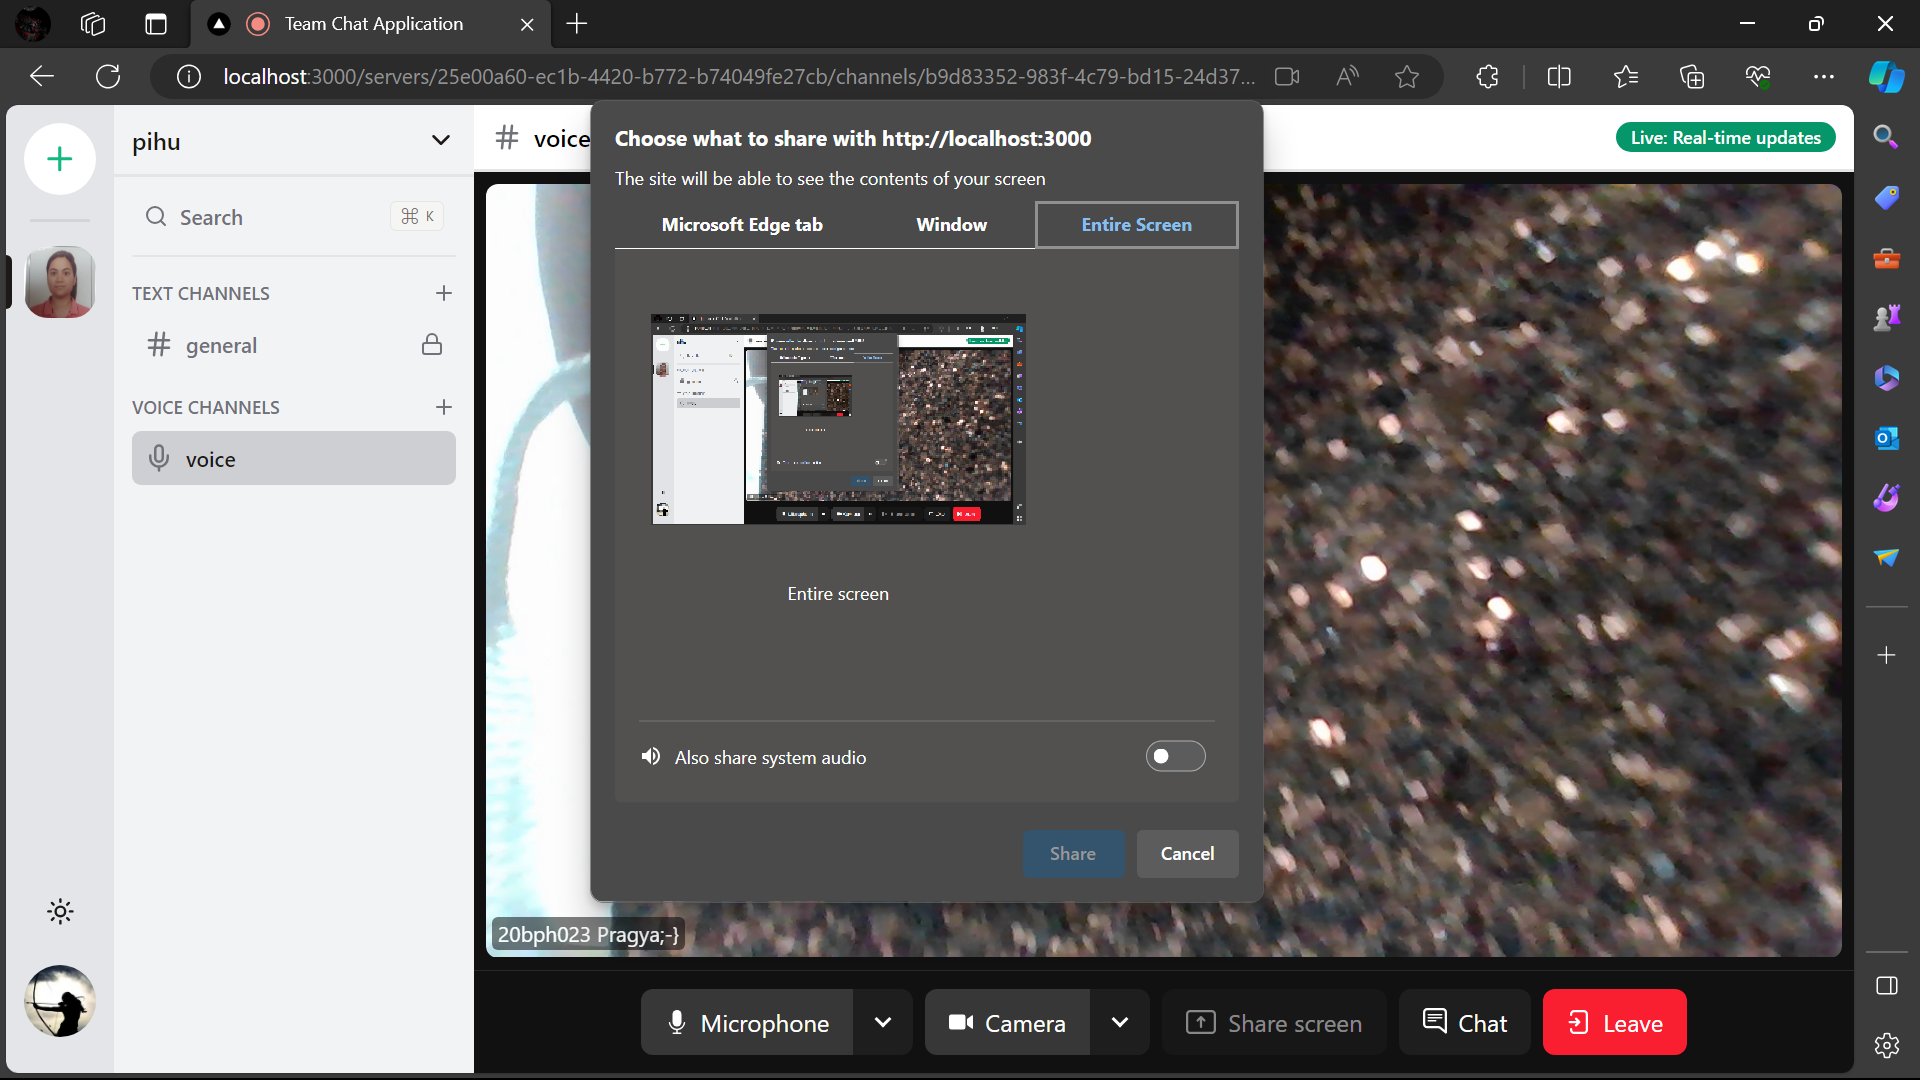 Team Chat Application
localhost:3000/servers/25e00a60-ec1b-4420-b772-b74049fe27cb/channels/b9d83352-983f-4c79-bd15-24d37...
pihu
# voice
Live: Real-time updates
Search
⌘ K
TEXT CHANNELS
# general
VOICE CHANNELS
voice
Choose what to share with http://localhost:3000
The site will be able to see the contents of your screen
Microsoft Edge tab
Window
Entire Screen
Entire screen
Also share system audio
Share
Cancel
20bph023 Pragya;-}
Microphone
Camera
Share screen
Chat
Leave